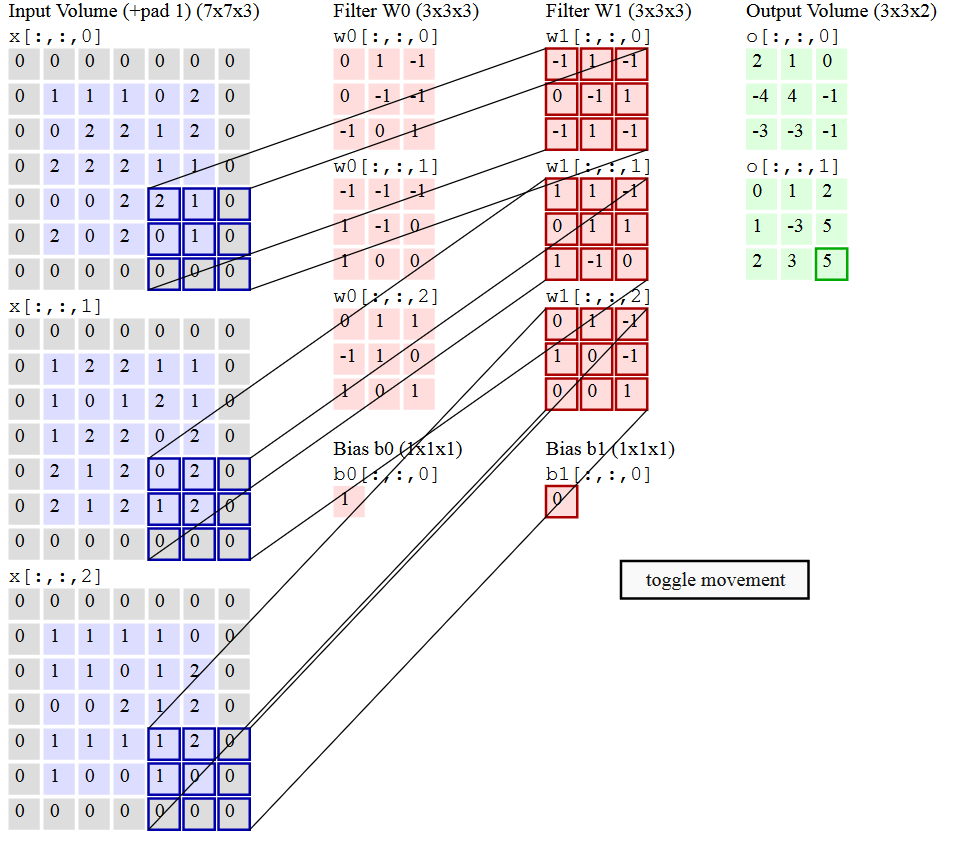 Input Volume (+pad 1) (7x7x3)
x[:,:,0]
0 0 0 0 0 0 0
0 1 1 1 0 2 0
0 0 2 2 1 2 0
0 2 2 2 1 1 0
0 0 0 2 2 1 0
0 2 0 2 0 1 0
0 0 0 0 0 0 0
x[:,:,1]
0 0 0 0 0 0 0
0 1 2 2 1 1 0
0 1 0 1 2 1 0
0 1 2 2 0 2 0
0 2 1 2 0 2 0
0 2 1 2 1 2 0
0 0 0 0 0 0 0
x[:,:,2]
0 0 0 0 0 0 0
0 1 1 1 1 0 0
0 1 1 0 1 2 0
0 0 0 2 1 2 0
0 1 1 1 1 2 0
0 1 0 0 1 0 0
0 0 0 0 0 0 0
Filter W0 (3x3x3)
w0[:,:,0]
0 1 -1
0 -1 -1
-1 0 1
w0[:,:,1]
-1 -1 -1
1 -1 0
1 0 0
w0[:,:,2]
0 1 1
-1 1 0
1 0 1
Bias b0 (1x1x1)
b0[:,:,0]
1
Filter W1 (3x3x3)
w1[:,:,0]
-1 1 -1
0 -1 1
-1 1 -1
w1[:,:,1]
1 1 -1
0 1 1
1 -1 0
w1[:,:,2]
0 1 -1
1 0 -1
0 0 1
Bias b1 (1x1x1)
b1[:,:,0]
0
Output Volume (3x3x2)
o[:,:,0]
2 1 0
-4 4 -1
-3 -3 -1
o[:,:,1]
0 1 2
1 -3 5
2 3 5
toggle movement